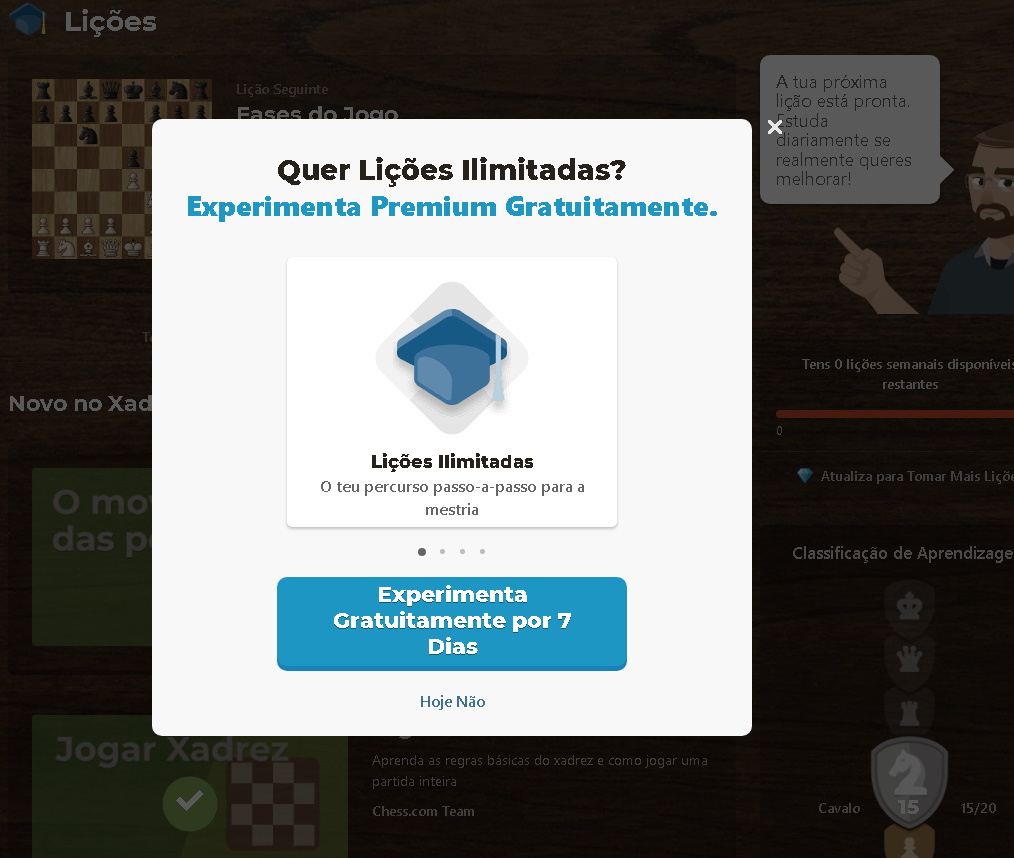 Lições
Lição Seguinte
Fases do Jogo
A tua próxima
lição está pronta.
Estuda
diariamente se
realmente queres
melhorar!
Quer Lições Ilimitadas?
Experimenta Premium Gratuitamente.
Lições Ilimitadas
O teu percurso passo-a-passo para a
mestria
Experimenta
Gratuitamente por 7
Dias
Hoje Não
Novo no Xad
O mov
das p
Jogar Xadrez
Aprenda as regras básicas do xadrez e como jogar uma
partida inteira
Chess.com Team
Tens 0 lições semanais disponíveis
restantes
0
Atualiza para Tomar Mais Liçõe
Classificação de Aprendizage
Cavalo
15
15/20